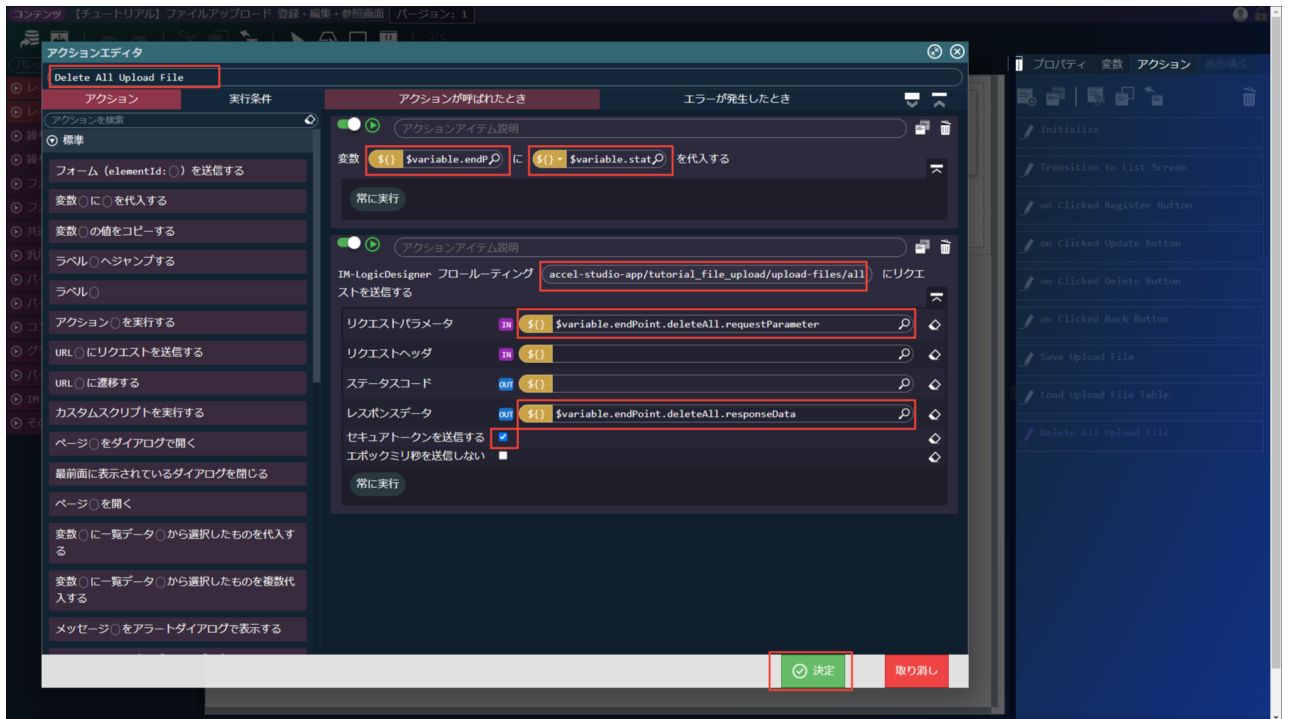 コンテンツ 【チュートリアル】ファイルアップロード 登録・編集・参照画面 バージョン: 1
アクションエディタ
Delete All Upload File
アクション 実行条件 アクションが呼ばれたとき エラーが発生したとき
アクションを検索
標準
フォーム (elementId: ) を送信する
変数 に を代入する
変数 の値をコピーする
ラベル へジャンプする
ラベル
アクション を実行する
URL にリクエストを送信する
URL に遷移する
カスタムスクリプトを実行する
ページ をダイアログで開く
最前面に表示されているダイアログを閉じる
ページ を開く
変数 に一覧データ から選択したものを代入す
る
変数 に一覧データ から選択したものを複数代
入する
メッセージ をアラートダイアログで表示する
アクションアイテム説明
変数 ${} $variable.endP に ${} $variable.stat を代入する
常に実行
アクションアイテム説明
IM-LogicDesigner フロールーティング accel-studio-app/tutorial_file_upload/upload-files/all にリクエ
ストを送信する
リクエストパラメータ IN ${} $variable.endPoint.deleteAll.requestParameter
リクエストヘッダ IN ${}
ステータスコード OUT ${}
レスポンスデータ OUT ${} $variable.endPoint.deleteAll.responseData
セキュアトークンを送信する
エポックミリ秒を送信しない
常に実行
決定 取り消し
プロパティ 変数 アクション 画面構成
Initialize
Transition to List Screen
on Clicked Register Button
on Clicked Update button
on Clicked Delete Button
on Clicked Back Button
Save Upload File
Load Upload File Table
Delete All Upload File